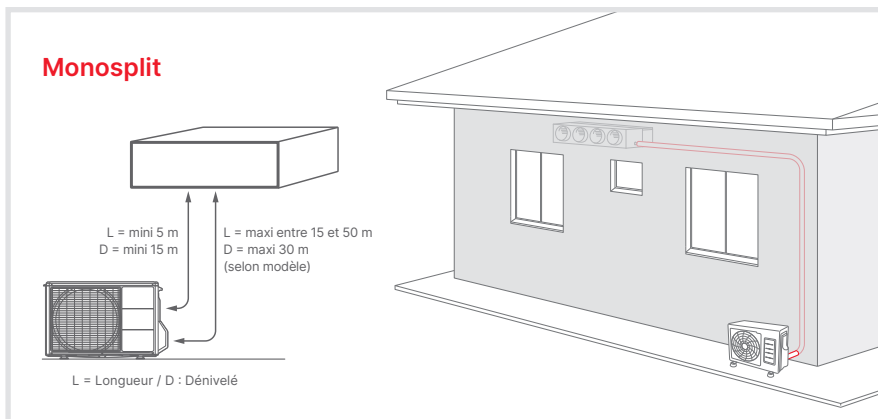 Monosplit
L = mini 5 m
D = mini 15 m
L = maxi entre 15 et 50 m
D = maxi 30 m
(selon modèle)
L = Longueur / D : Dénivelé